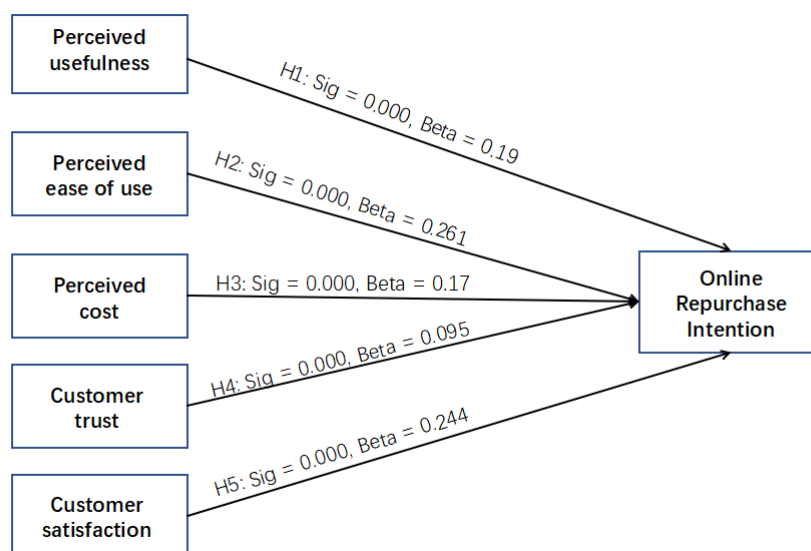 Perceived
usefulness
H1: Sig = 0.000, Beta = 0.19
Perceived
ease of use
H2: Sig = 0.000, Beta = 0.261
Perceived
cost
H3: Sig = 0.000, Beta = 0.17
Online
Repurchase
Intention
Customer
trust
H4: Sig = 0.000, Beta = 0.095
Customer
satisfaction
H5: Sig = 0.000, Beta = 0.244